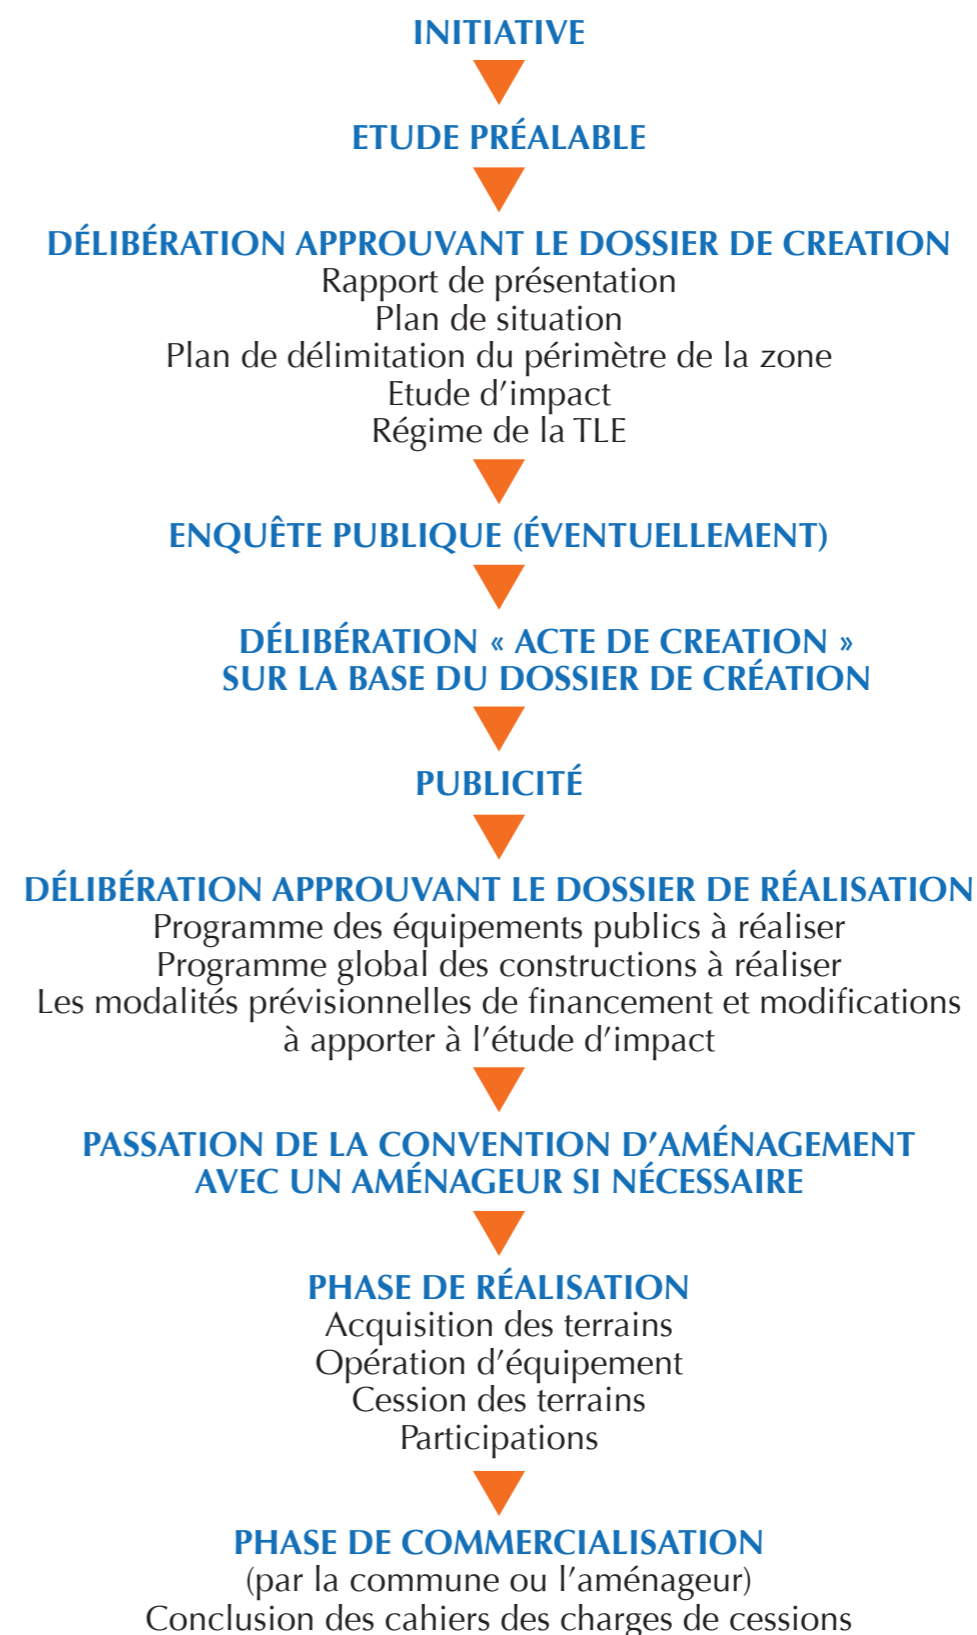 INITIATIVE
ETUDE PRÉALABLE
DÉLIBÉRATION APPROUVANT LE DOSSIER DE CREATION
Rapport de présentation
Plan de situation
Plan de délimitation du périmètre de la zone
Etude d’impact
Régime de la TLE
ENQUÊTE PUBLIQUE (ÉVENTUELLEMENT)
DÉLIBÉRATION « ACTE DE CREATION »
SUR LA BASE DU DOSSIER DE CRÉATION
PUBLICITÉ
DÉLIBÉRATION APPROUVANT LE DOSSIER DE RÉALISATION
Programme des équipements publics à réaliser
Programme global des constructions à réaliser
Les modalités prévisionnelles de financement et modifications
à apporter à l’étude d’impact
PASSATION DE LA CONVENTION D’AMÉNAGEMENT
AVEC UN AMÉNAGEUR SI NÉCESSAIRE
PHASE DE RÉALISATION
Acquisition des terrains
Opération d’équipement
Cession des terrains
Participations
PHASE DE COMMERCIALISATION
(par la commune ou l’aménageur)
Conclusion des cahiers des charges de cessions